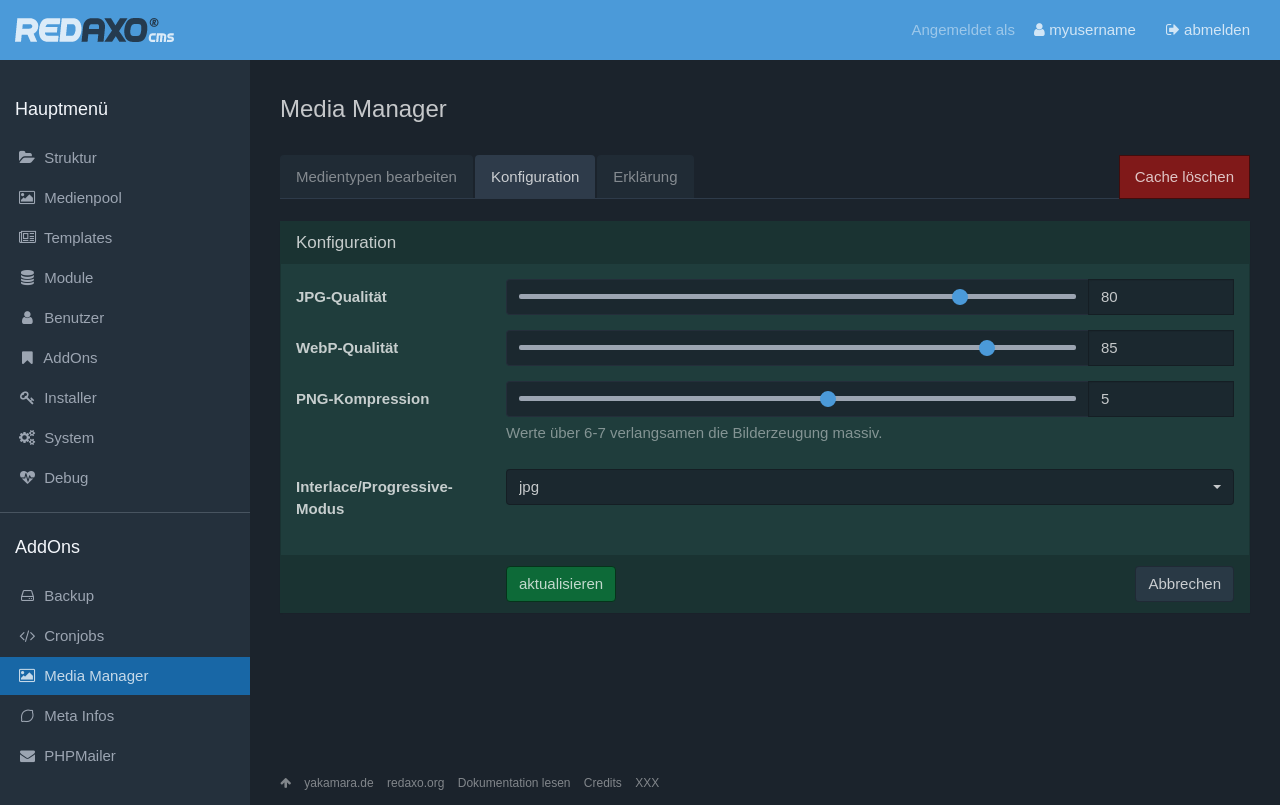 REDAXO® cms
Angemeldet als myusername abmelden
Hauptmenü
Struktur
Medienpool
Templates
Module
Benutzer
AddOns
Installer
System
Debug
AddOns
Backup
Cronjobs
Media Manager
Meta Infos
PHPMailer
Media Manager
Medientypen bearbeiten Konfiguration Erklärung Cache löschen
Konfiguration
JPG-Qualität 80
WebP-Qualität 85
PNG-Kompression 5
Werte über 6-7 verlangsamen die Bilderzeugung massiv.
Interlace/Progressive- jpg
Modus
aktualisieren Abbrechen
yakamara.de redaxo.org Dokumentation lesen Credits XXX